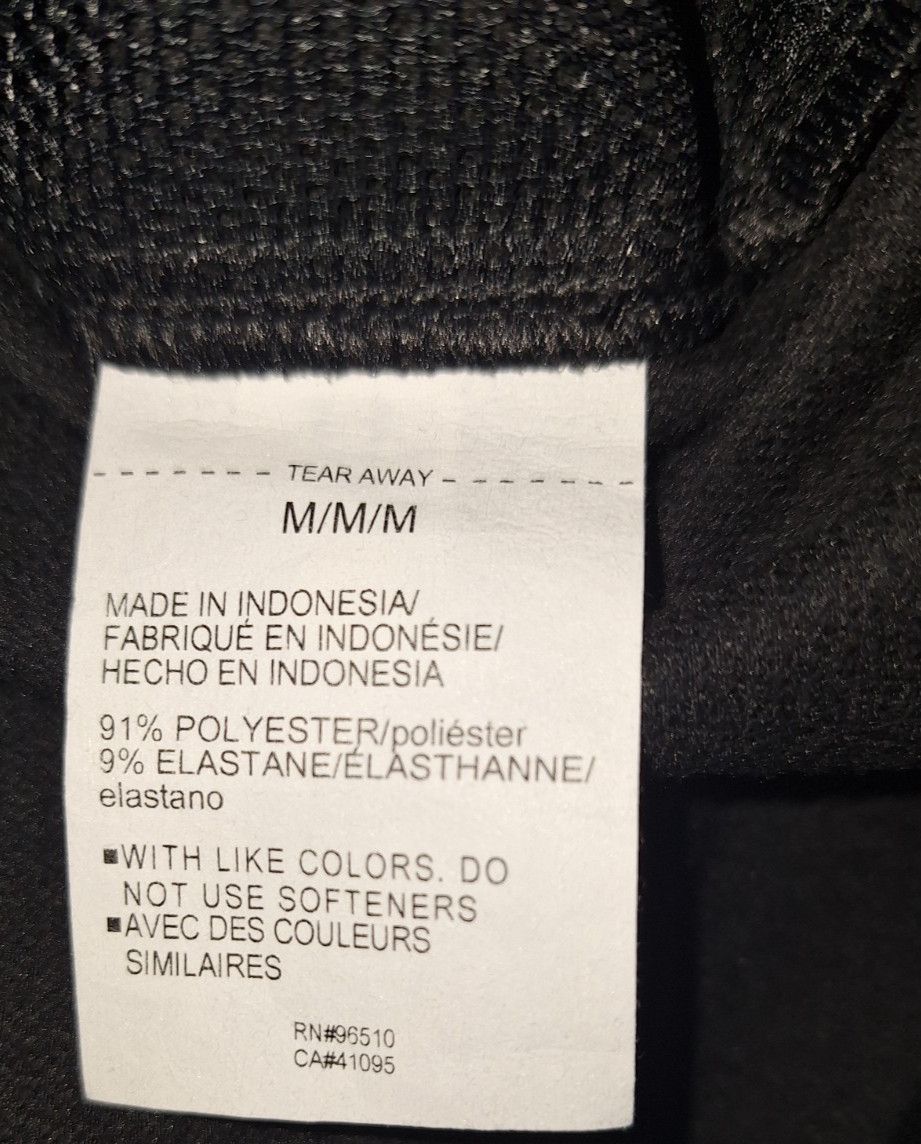 - - - - - - - TEAR AWAY - - - - - - -
M/M/M
MADE IN INDONESIA/
FABRIQUÉ EN INDONÉSIE/
HECHO EN INDONESIA
91% POLYESTER/poliéster
9% ELASTANE/ÉLASTHANNE/
elastano
▪WITH LIKE COLORS. DO
NOT USE SOFTENERS
▪AVEC DES COULEURS
SIMILAIRES
RN#96510
CA#41095